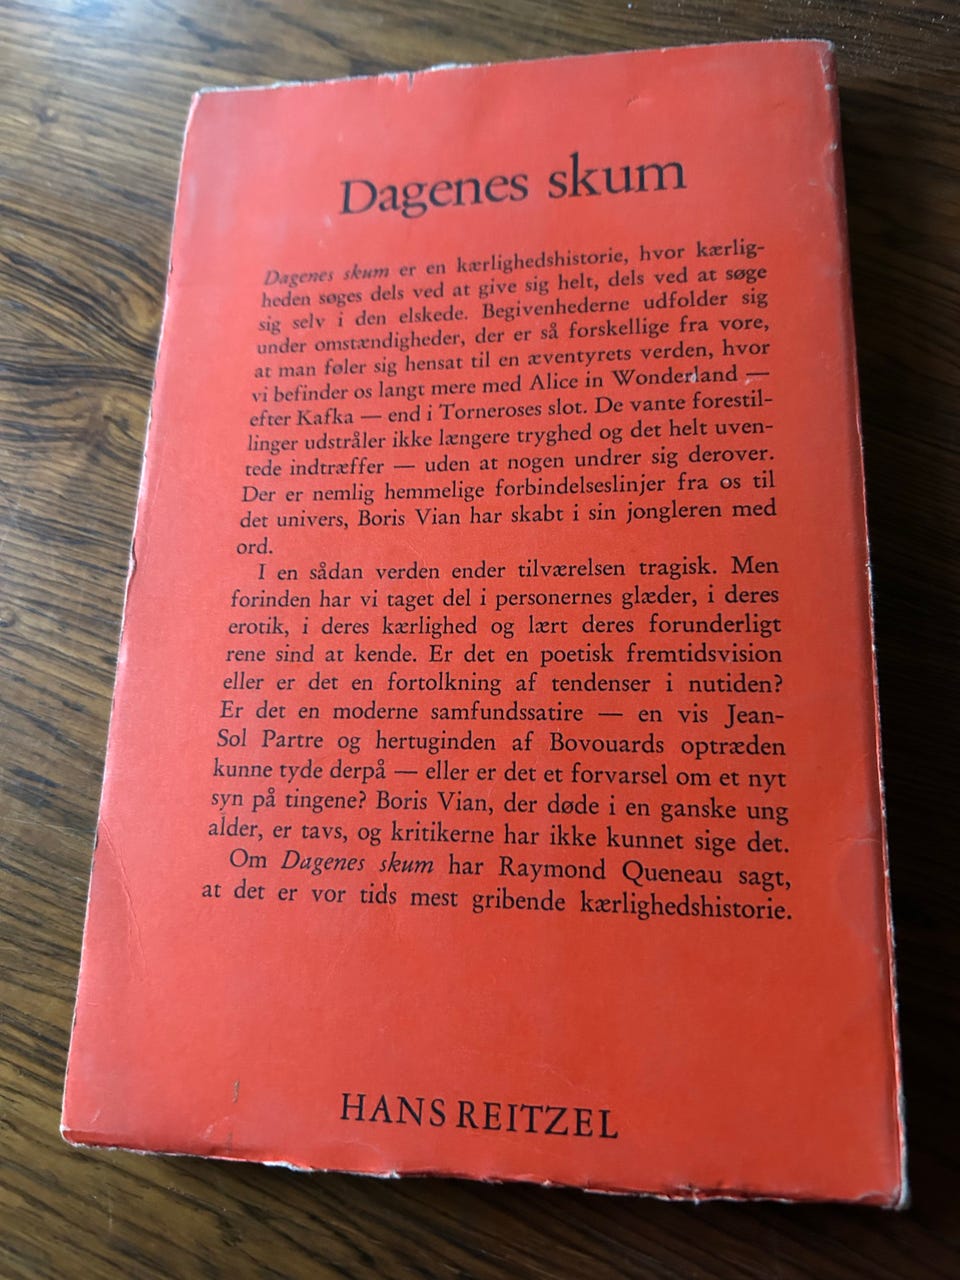 Dagenes skum
Dagenes skum er en kærlighedshistorie, hvor kærlig-
heden søges dels ved at give sig helt, dels ved at søge
sig selv i den elskede. Begivenhederne udfolder sig
under omstændigheder, der er så forskellige fra vore,
at man føler sig hensat til en æventyrets verden, hvor
vi befinder os langt mere med Alice in Wonderland —
efter Kafka — end i Torneroses slot. De vante forestil-
linger udstråler ikke længere tryghed og det helt uven-
tede indtræffer — uden at nogen undrer sig derover.
Der er nemlig hemmelige forbindelseslinjer fra os til
det univers, Boris Vian har skabt i sin jongleren med
ord.
I en sådan verden ender tilværelsen tragisk. Men
forinden har vi taget del i personernes glæder, i deres
erotik, i deres kærlighed og lært deres forunderligt
rene sind at kende. Er det en poetisk fremtidsvision
eller er det en fortolkning af tendenser i nutiden?
Er det en moderne samfundssatire — en vis Jean-
Sol Partre og hertuginden af Bovouards optræden
kunne tyde derpå — eller er det et forvarsel om et nyt
syn på tingene? Boris Vian, der døde i en ganske ung
alder, er tavs, og kritikerne har ikke kunnet sige det.
Om Dagenes skum har Raymond Queneau sagt,
at det er vor tids mest gribende kærlighedshistorie.
HANS REITZEL